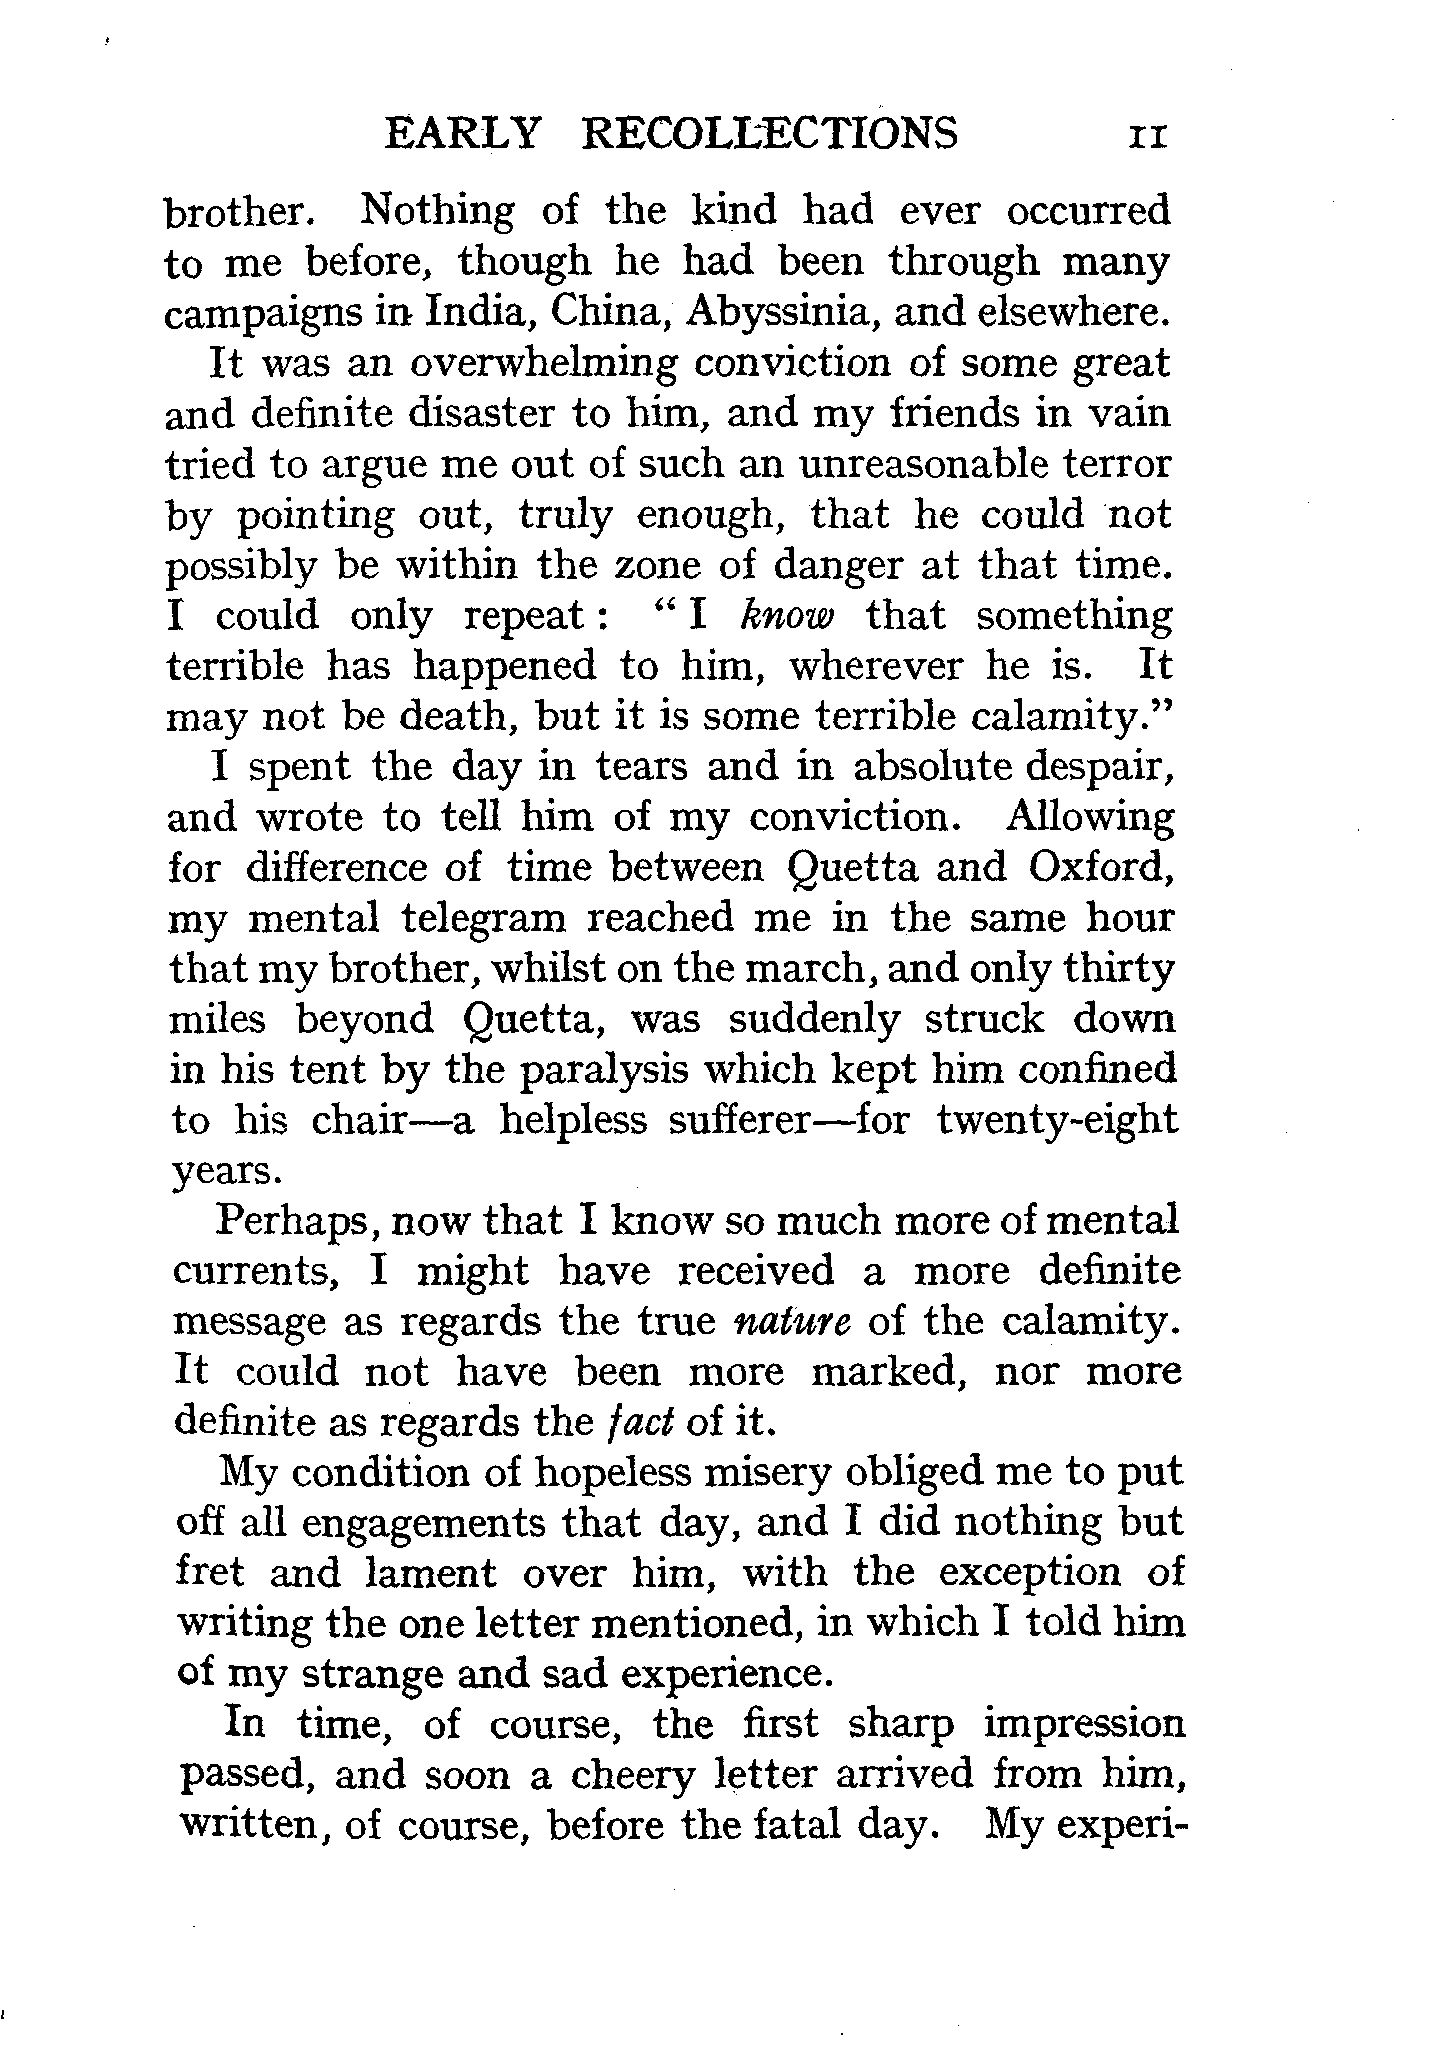 EARLY RECOLLECTIONS 11
brother. Nothing of the kind had ever occurred
to me before, though he had been through many
campaigns in India, China, Abyssinia, and elsewhere.
It was an overwhelming conviction of some great
and definite disaster to him, and my friends in vain
tried to argue me out of such an unreasonable terror
by pointing out, truly enough, that he could not
possibly be within the zone of danger at that time.
I could only repeat : “ I know that something
terrible has happened to him, wherever he is. It
may not be death, but it is some terrible calamity.”
I spent the day in tears and in absolute despair,
and wrote to tell him of my conviction. Allowing
for difference of time between Quetta and Oxford,
my mental telegram reached me in the same hour
that my brother, whilst on the march, and only thirty
miles beyond Quetta, was suddenly struck down
in his tent by the paralysis which kept him confined
to his chair—a helpless sufferer—for twenty-eight
years.
Perhaps, now that I know so much more of mental
currents, I might have received a more definite
message as regards the true nature of the calamity.
It could not have been more marked, nor more
definite as regards the fact of it.
My condition of hopeless misery obliged me to put
off all engagements that day, and I did nothing but
fret and lament over him, with the exception of
writing the one letter mentioned, in which I told him
of my strange and sad experience.
In time, of course, the first sharp impression
passed, and soon a cheery letter arrived from him,
written, of course, before the fatal day. My experi-